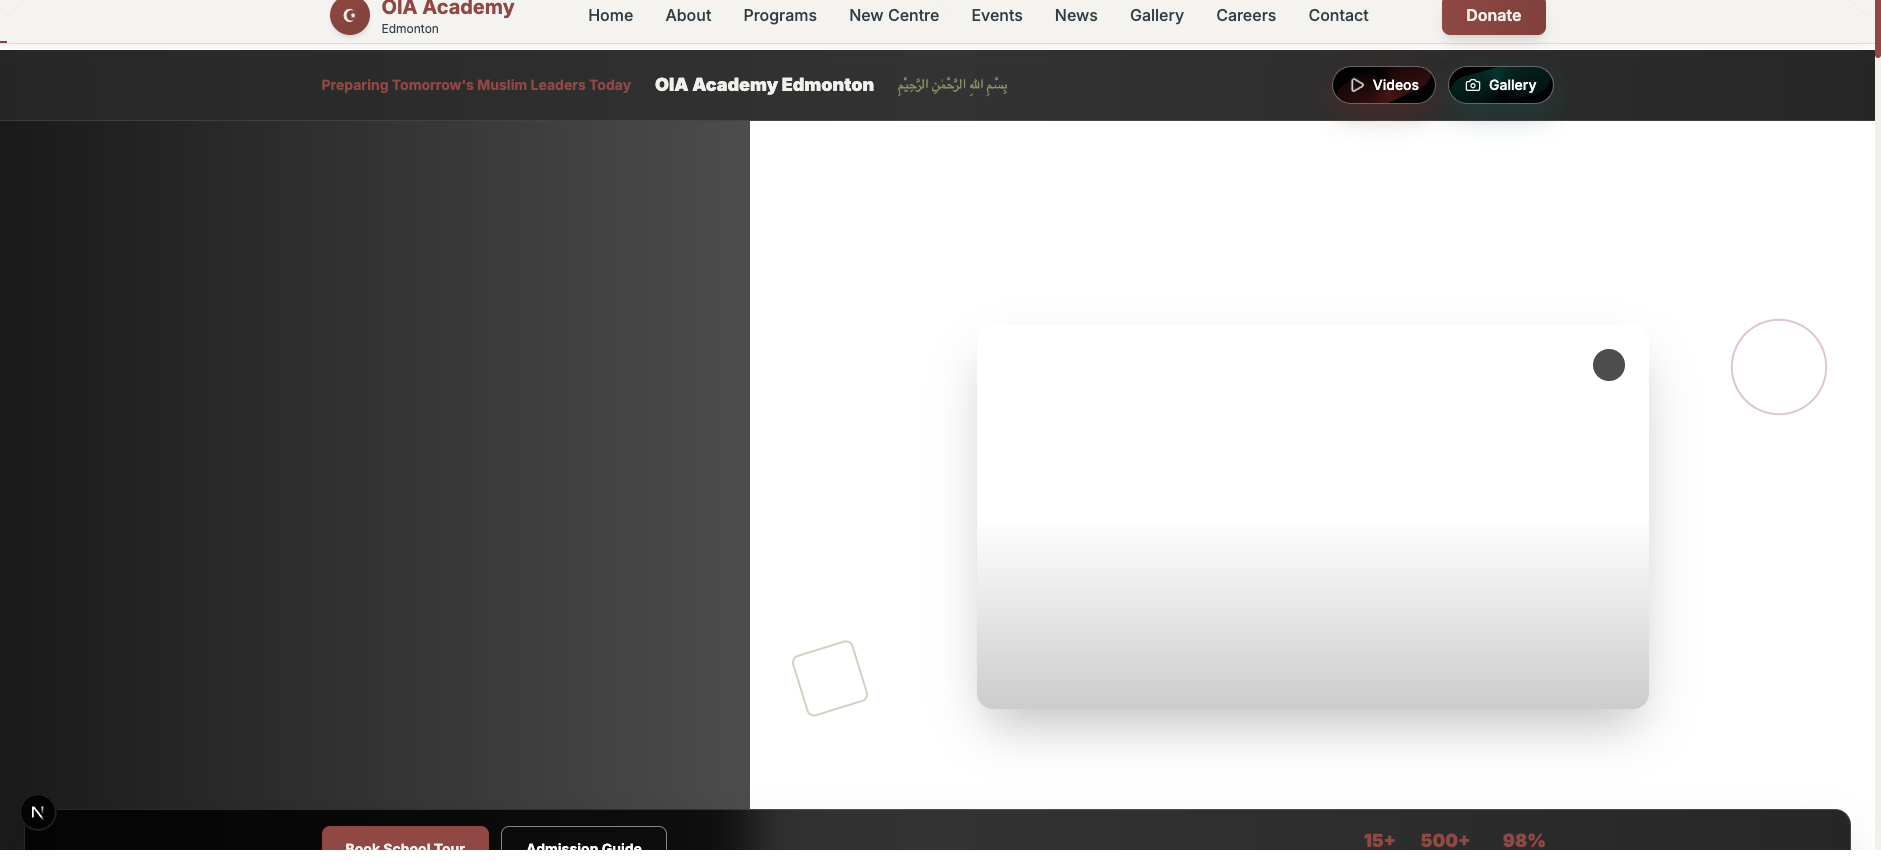 OIA Academy
Edmonton
Home About Programs New Centre Events News Gallery Careers Contact
Donate
Preparing Tomorrow's Muslim Leaders Today
OIA Academy Edmonton
بِسْمِ اللهِ الرَّحْمٰنِ الرَّحِيْمِ
Videos
Gallery
N
Book School Tour
Admission Guide
15+ 500+ 98%